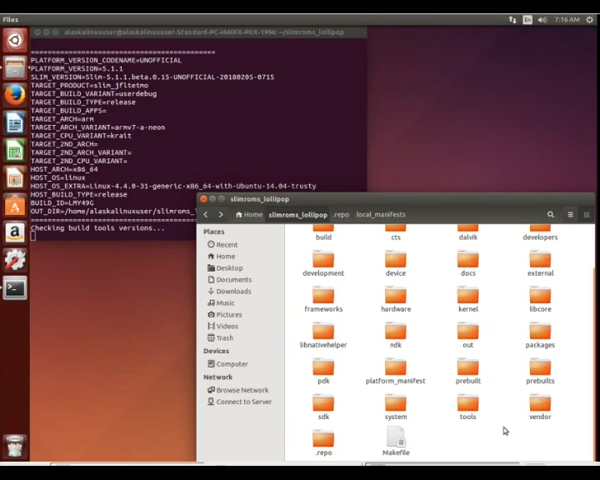 Files
En
7:16 AM
alaskalinuxuser@alaskalinuxuser-Standard-PC-i440FX-PIIX-1996: ~/slimroms_lollipop
============================================
PLATFORM_VERSION_CODENAME=UNOFFICIAL
PLATFORM_VERSION=5.1.1
SLIM_VERSION=Slim-5.1.1.beta.0.15-UNOFFICIAL-20180205-0715
TARGET_PRODUCT=slim_jfltetmo
TARGET_BUILD_VARIANT=userdebug
TARGET_BUILD_TYPE=release
TARGET_BUILD_APPS=
TARGET_ARCH=arm
TARGET_ARCH_VARIANT=armv7-a-neon
TARGET_CPU_VARIANT=krait
TARGET_2ND_ARCH=
TARGET_2ND_ARCH_VARIANT=
TARGET_2ND_CPU_VARIANT=
HOST_ARCH=x86_64
HOST_OS=linux
HOST_OS_EXTRA=Linux-4.4.0-31-generic-x86_64-with-Ubuntu-14.04-trusty
HOST_BUILD_TYPE=release
BUILD_ID=LMY49G
OUT_DIR=/home/alaskalinuxuser/slimroms_
Checking build tools versions...
slimroms_lollipop
Home slimroms_lollipop .repo local_manifests
Places
Recent
Home
Desktop
Documents
Downloads
Music
Pictures
Videos
Trash
Devices
Computer
Network
Browse Network
Connect to Server
build cts dalvik developers
development device docs external
frameworks hardware kernel libcore
libnativehelper ndk out packages
pdk platform_manifest prebuilt prebuilts
sdk system tools vendor
.repo Makefile